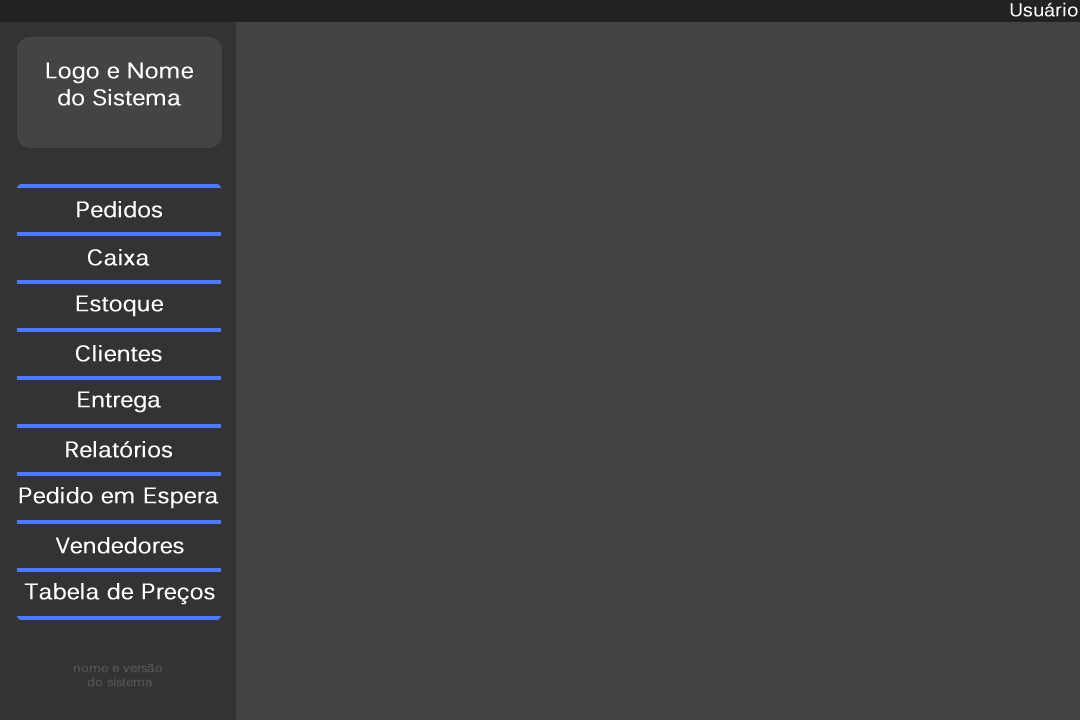 Usuário
Logo e Nome
do Sistema
Pedidos
Caixa
Estoque
Clientes
Entrega
Relatórios
Pedido em Espera
Vendedores
Tabela de Preços
nome e versão
do sistema